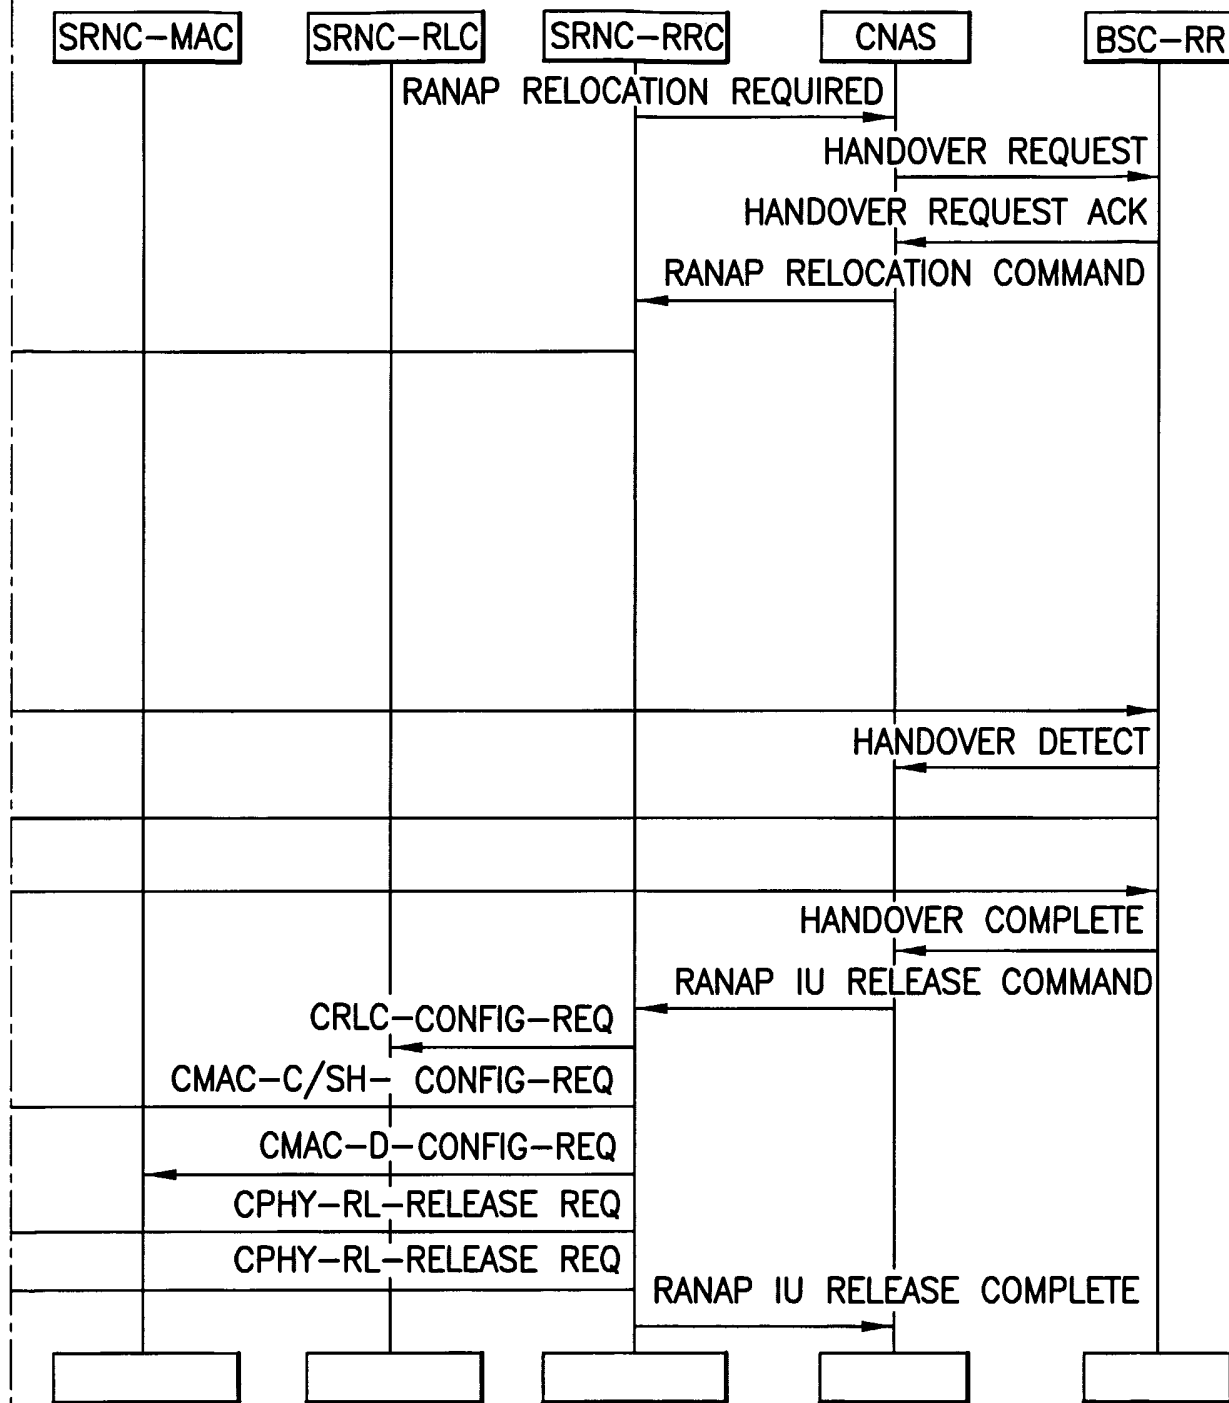 SRNC-MAC SRNC-RLC SRNC-RRC CNAS BSC-RR
RANAP RELOCATION REQUIRED
HANDOVER REQUEST
HANDOVER REQUEST ACK
RANAP RELOCATION COMMAND
HANDOVER DETECT
HANDOVER COMPLETE
RANAP IU RELEASE COMMAND
CRLC-CONFIG-REQ
CMAC-C/SH- CONFIG-REQ
CMAC-D-CONFIG-REQ
CPHY-RL-RELEASE REQ
CPHY-RL-RELEASE REQ
RANAP IU RELEASE COMPLETE